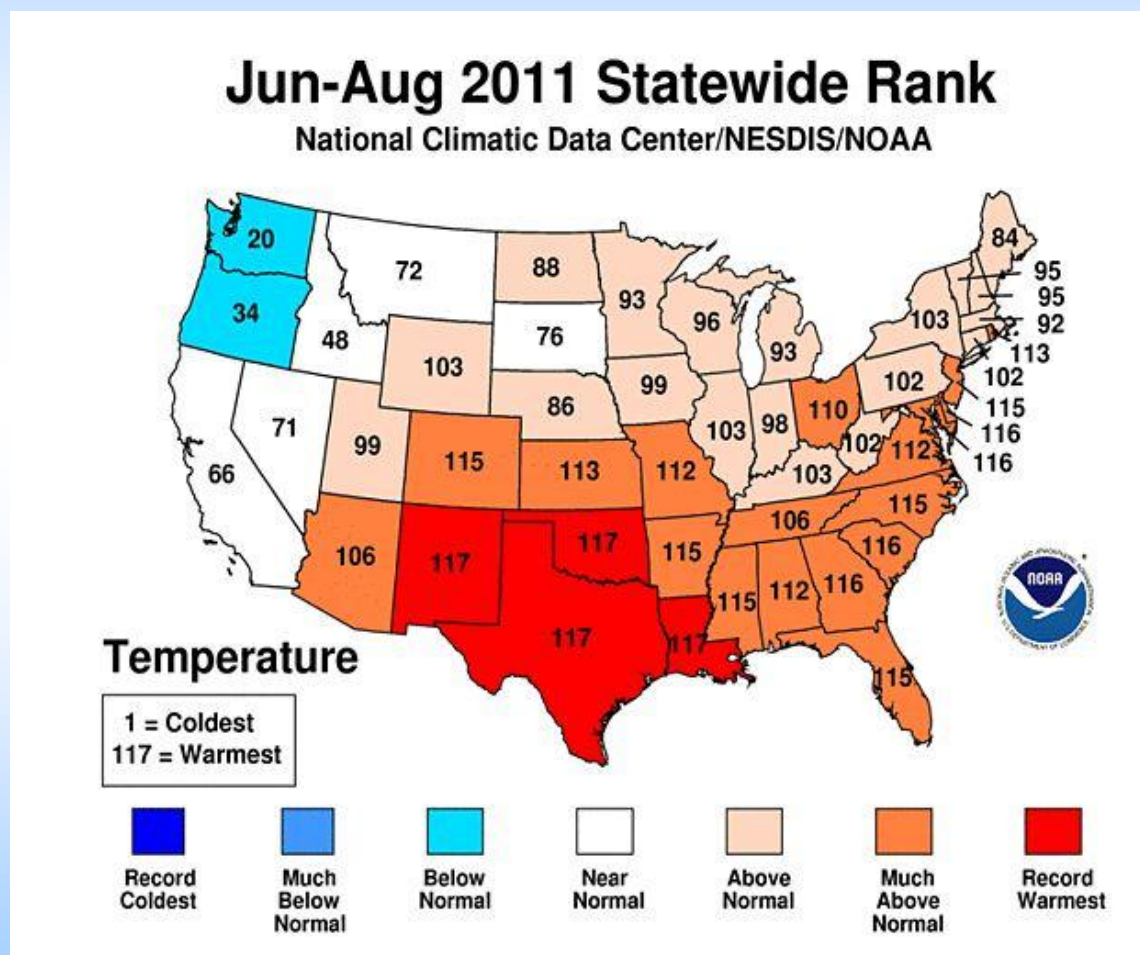 Jun-Aug 2011 Statewide Rank
National Climatic Data Center/NESDIS/NOAA
20
72
88
84
34
48
93
95
95
92
113
102
115
116
116
76
96
93
103
103
86
99
102
71
99
115
113
103
98
110
102
112
66
112
103
106
117
117
115
106
115
116
117
117
115
112
116
115
NOAA
Temperature
1 = Coldest
117 = Warmest
Record
Coldest
Much
Below
Normal
Below
Normal
Near
Normal
Above
Normal
Much
Above
Normal
Record
Warmest